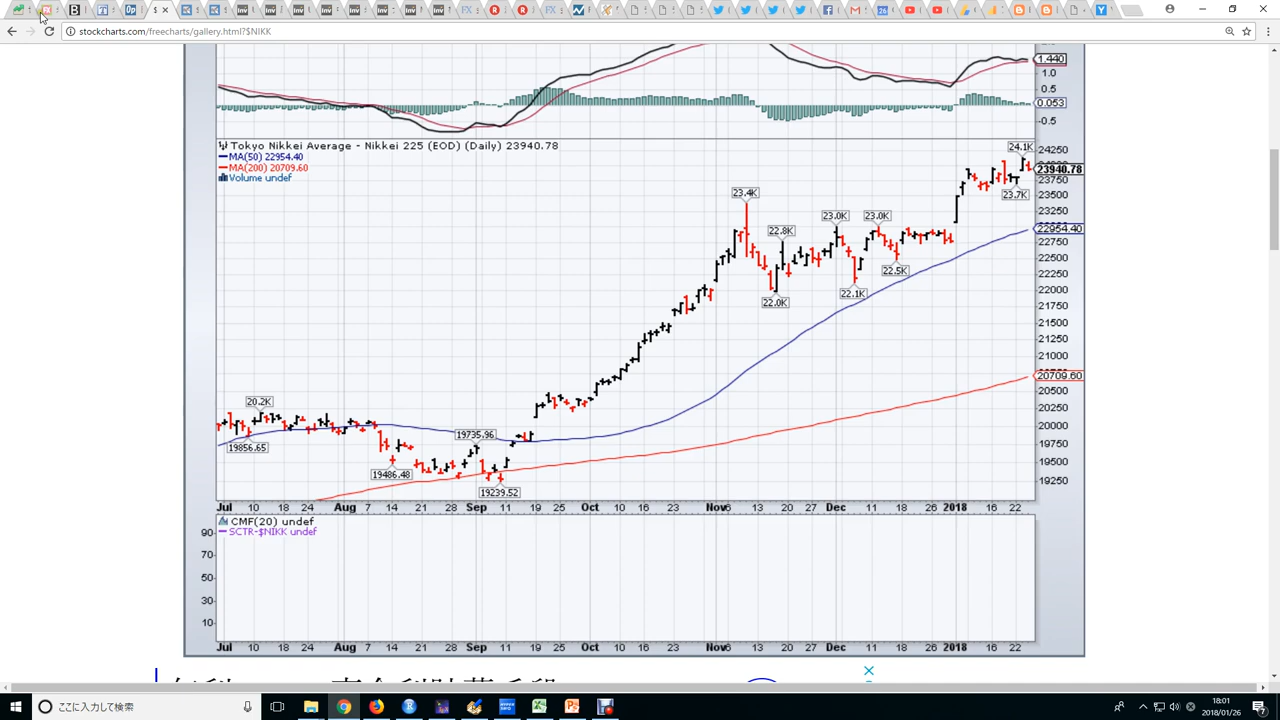 stockcharts.com/freecharts/gallery.html?$NIKK
1.440
1.0
0.5
0.053
-0.5
Tokyo Nikkei Average - Nikkei 225 (EOD) (Daily) 23940.78
MA(50) 22954.40
MA(200) 20709.60
Volume undef
24.1K
24250
23940.78
23750
23.7K
23500
23.4K
23250
23.0K
23.0K
22954.40
22.8K
22750
22500
22.5K
22250
22.1K
22.0K
22000
21750
21500
21250
21000
20709.60
20500
20.2K
20250
20000
19856.65
19735.96
19750
19486.48
19500
19239.52
19250
Jul 10 18 24 Aug 7 14 21 28 Sep 11 19 25 Oct 10 16 23 Nov 6 13 20 27 Dec 11 18 26 2018 16 22
CMF(20) undef
SCTR-$NIKK undef
90
70
50
30
10
Jul 10 18 24 Aug 7 14 21 28 Sep 11 19 25 Oct 10 16 23 Nov 6 13 20 27 Dec 11 18 26 2018 16 22
ここに入力して検索
18:01
2018/01/26